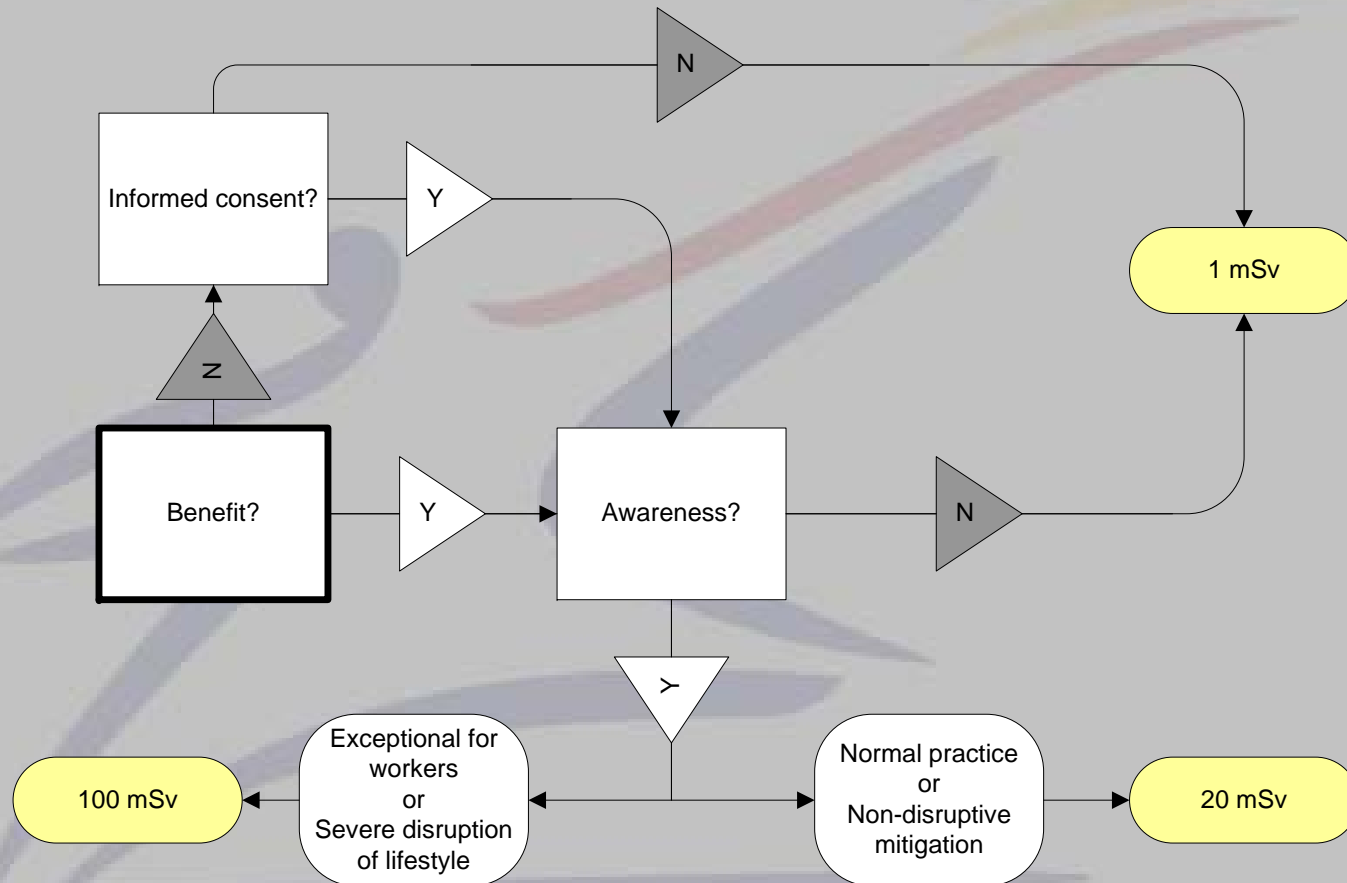 N
Informed consent?
Y
1 mSv
N
Benefit?
Y
Awareness?
N
Y
Exceptional for
workers
or
Severe disruption
of lifestyle
100 mSv
Normal practice
or
Non-disruptive
mitigation
20 mSv